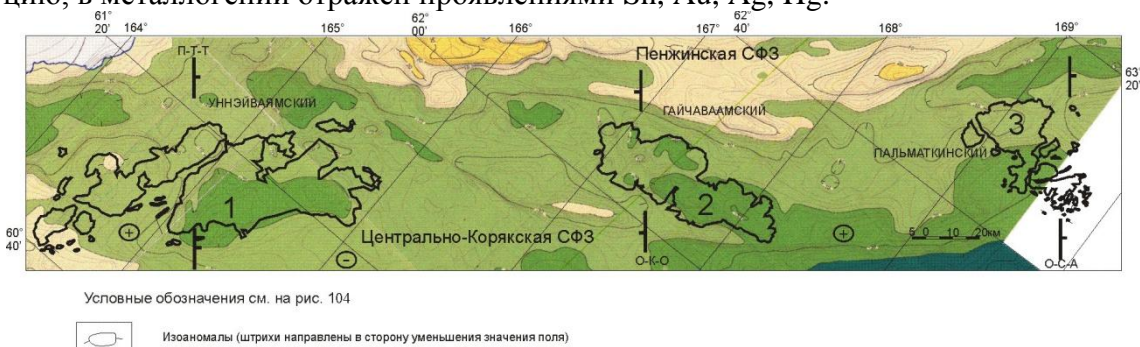 цию, в металлогении отражен проявлениями Sn, Au, Ag, Hg.
61° 20' 164° 165° 62° 00' 166° 167° 62° 40' 168° 169°
П-Т-Т
Пенжинская СФЗ
63° 20'
УННЭЙВАЯМСКИЙ
ГАЙЧАВААМСКИЙ
3
ПАЛЬМАТКИНСКИЙ
1
2
60° 40'
+
Центрально-Корякская СФЗ
+
5 0 10 20км
−
О-К-О
О-С-А
Условные обозначения см. на рис. 104
Изоаномалы (штрихи направлены в сторону уменьшения значения поля)